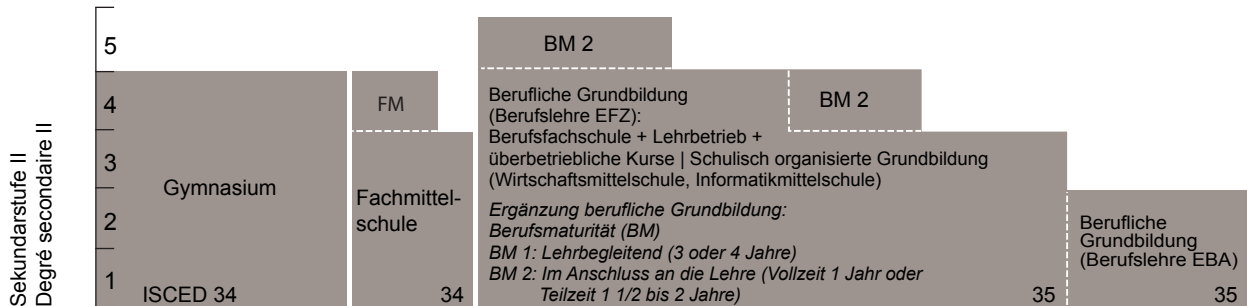 Sekundarstufe II
Degré secondaire II
5
4
3
2
1
Gymnasium
ISCED 34
FM
Fachmittel-
schule
34
BM 2
BM 2
Berufliche Grundbildung
(Berufslehre EFZ):
Berufsfachschule + Lehrbetrieb +
überbetriebliche Kurse | Schulisch organisierte Grundbildung
(Wirtschaftsmittelschule, Informatikmittelschule)
Ergänzung berufliche Grundbildung:
Berufsmaturität (BM)
BM 1: Lehrbegleitend (3 oder 4 Jahre)
BM 2: Im Anschluss an die Lehre (Vollzeit 1 Jahr oder
Teilzeit 1 1/2 bis 2 Jahre)
35
Berufliche
Grundbildung
(Berufslehre EBA)
35